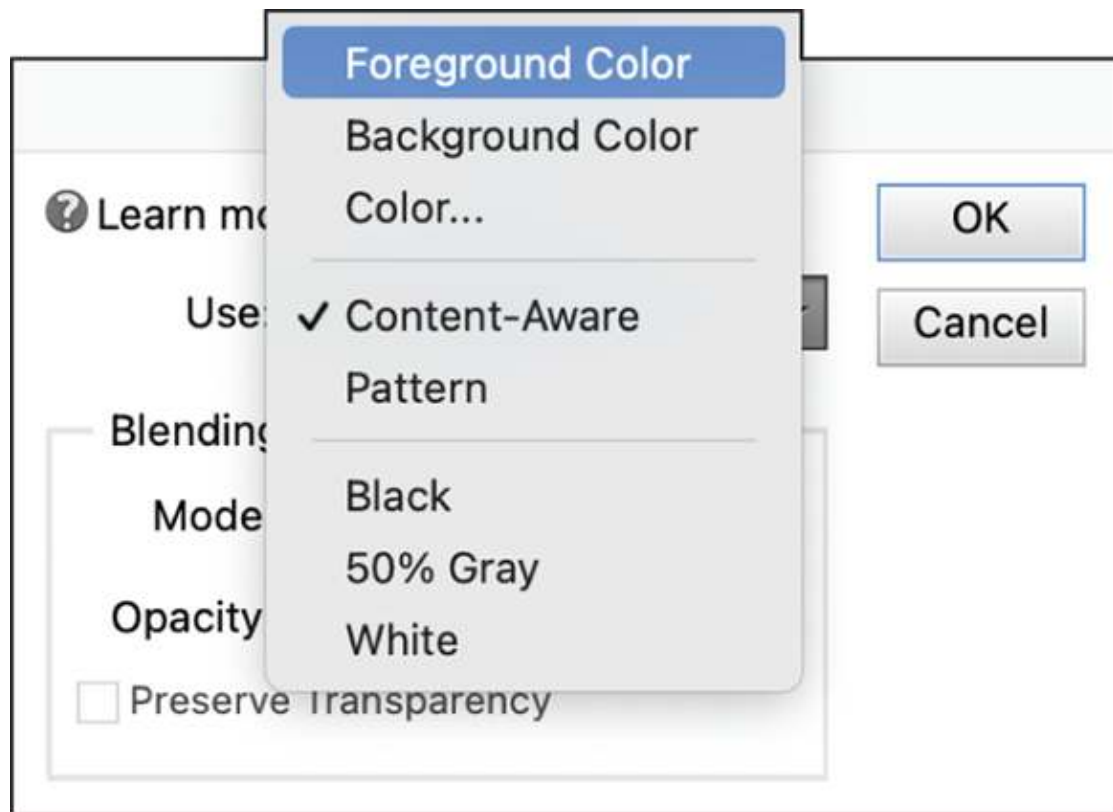 Foreground Color
Background Color
Learn
Color...
OK
Use:
✓ Content-Aware
Cancel
Pattern
Blending
Mode
Black
50% Gray
Opacity
White
Preserve Transparency